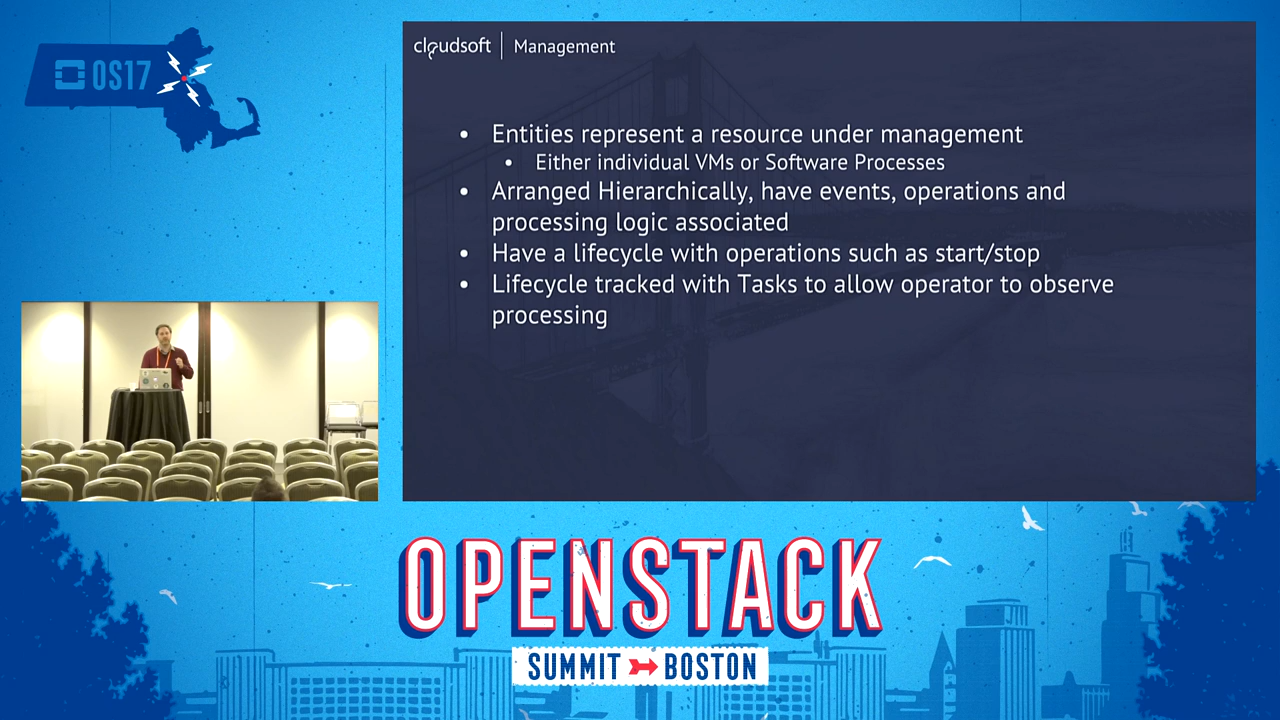 OS17
cloudsoft | Management
• Entities represent a resource under management
• Either individual VMs or Software Processes
• Arranged Hierarchically, have events, operations and
processing logic associated
• Have a lifecycle with operations such as start/stop
• Lifecycle tracked with Tasks to allow operator to observe
processing
OPENSTACK
SUMMIT BOSTON